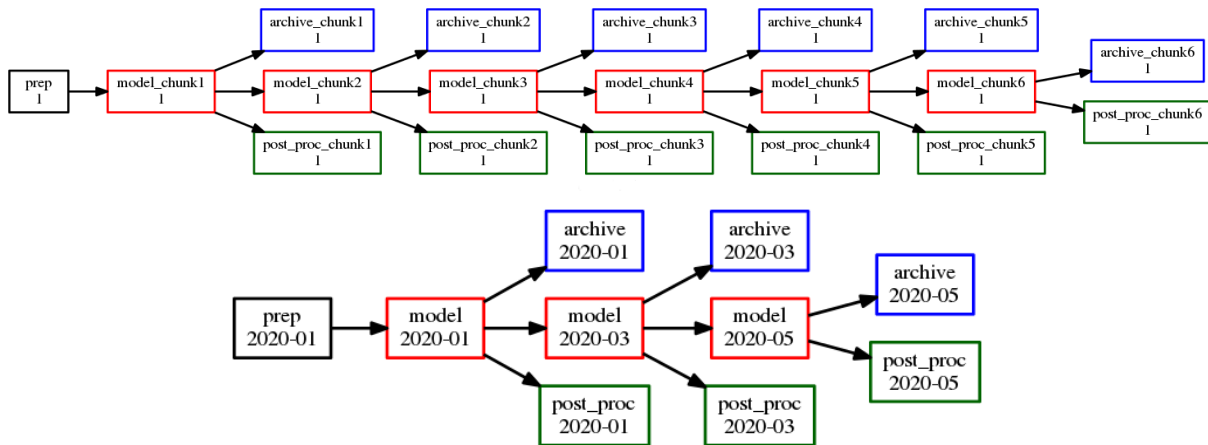 archive_chunk1
1
archive_chunk2
1
archive_chunk3
1
archive_chunk4
1
archive_chunk5
1
archive_chunk6
1
prep
1
model_chunk1
1
model_chunk2
1
model_chunk3
1
model_chunk4
1
model_chunk5
1
model_chunk6
1
post_proc_chunk1
1
post_proc_chunk2
1
post_proc_chunk3
1
post_proc_chunk4
1
post_proc_chunk5
1
post_proc_chunk6
1
archive
2020-01
archive
2020-03
archive
2020-05
prep
2020-01
model
2020-01
model
2020-03
model
2020-05
post_proc
2020-01
post_proc
2020-03
post_proc
2020-05